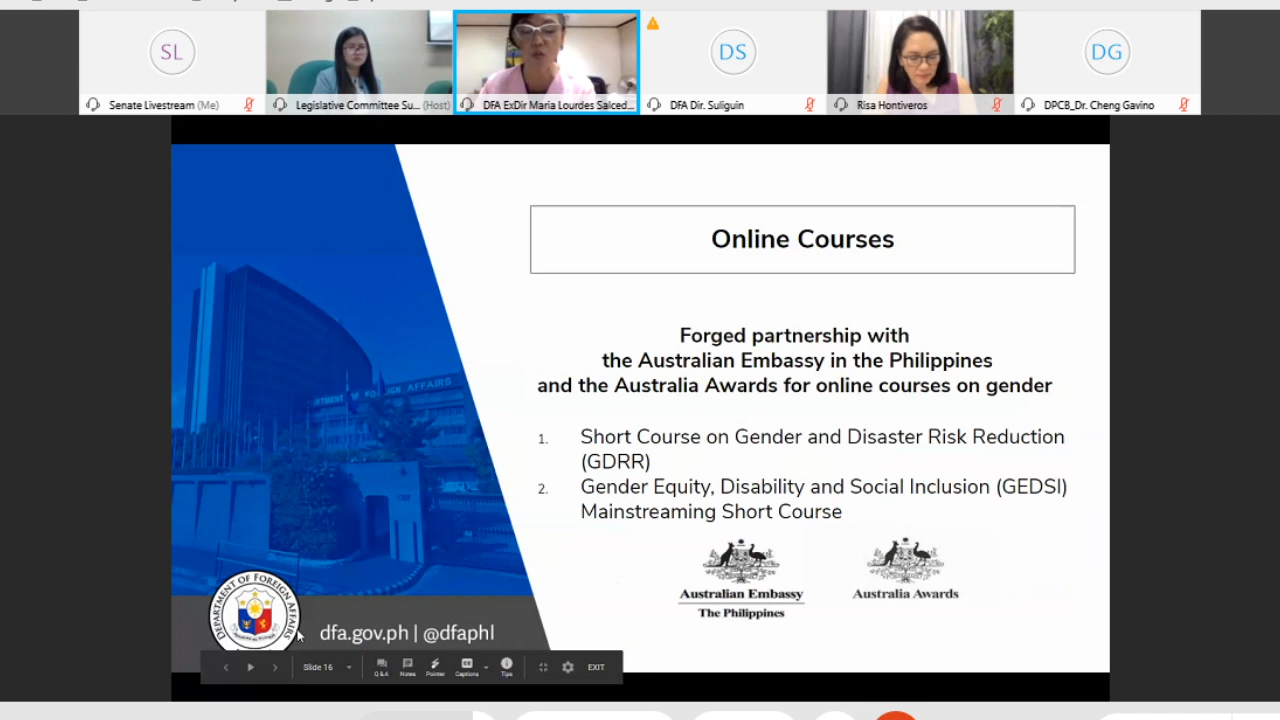 SL
DS
DG
Senate Livestream (Me)
Legislative Committee Su... (Host)
DFA ExDir Maria Lourdes Salced...
DFA Dir. Suliguin
Risa Hontiveros
DPCB_Dr. Cheng Gavino
Online Courses
Forged partnership with
the Australian Embassy in the Philippines
and the Australia Awards for online courses on gender
1. Short Course on Gender and Disaster Risk Reduction
(GDRR)
2. Gender Equity, Disability and Social Inclusion (GEDSI)
Mainstreaming Short Course
Australian Embassy
The Philippines
Australia Awards
RTMENT OF FOREIGN AFFAIRS
DEPARTMENT OF FOREIGN AFFAIRS
dfa.gov.ph | @dfaphl
Slide 16
Q & A
Notes
Pointer
Captions
Tips
EXIT